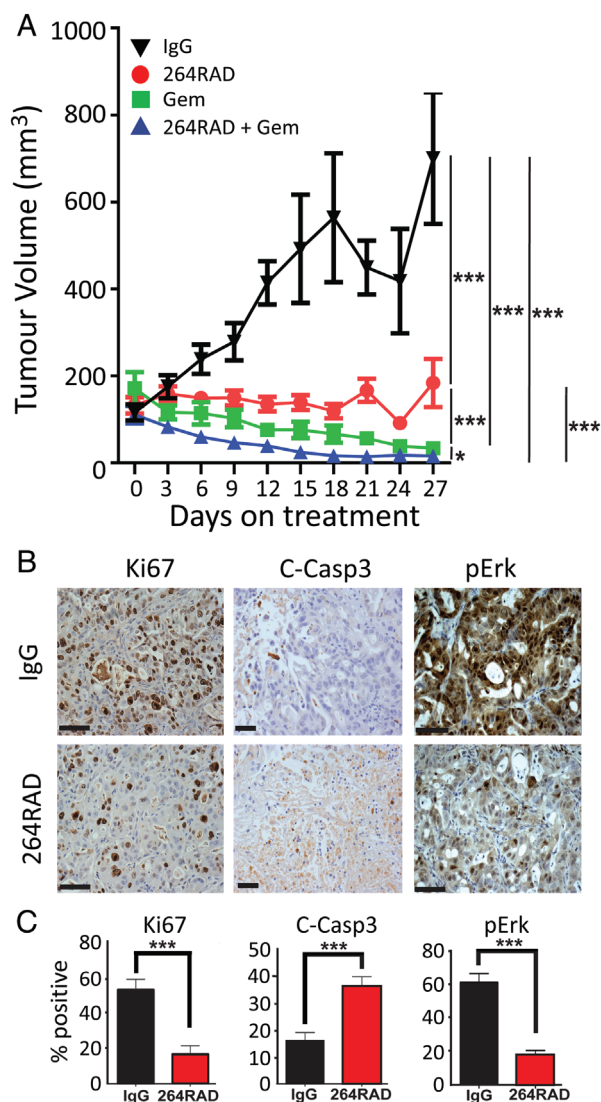 A
1000
800
600
400
200
0
Tumour Volume (mm³)
IgG
264RAD
Gem
264RAD + Gem
***
***
***
***
***
*
0 3 6 9 12 15 18 21 24 27
Days on treatment
B
Ki67 C-Casp3 pErk
IgG
264RAD
C
Ki67 C-Casp3 pErk
% positive
80
60
40
20
0
***
IgG 264RAD
50
40
30
20
10
0
***
IgG 264RAD
80
60
40
20
0
***
IgG 264RAD